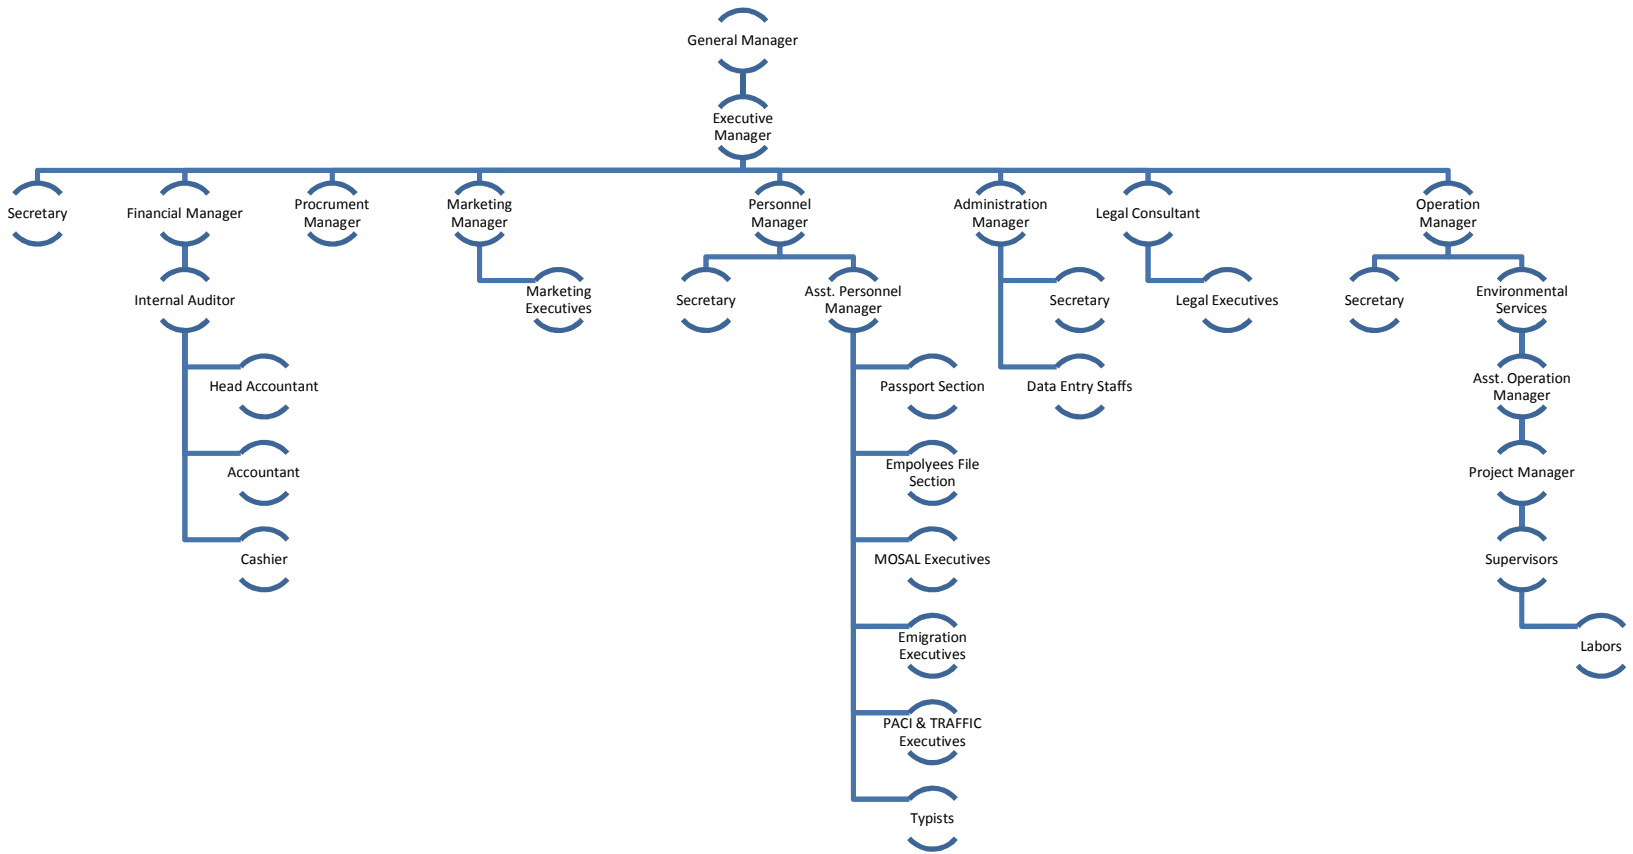 General Manager
Executive
Manager
Secretary
Financial Manager
Procrument
Manager
Marketing
Manager
Personnel
Manager
Administration
Manager
Legal Consultant
Operation
Manager
Internal Auditor
Marketing
Executives
Secretary
Asst. Personnel
Manager
Secretary
Legal Executives
Secretary
Environmental
Services
Head Accountant
Passport Section
Data Entry Staffs
Asst. Operation
Manager
Accountant
Empolyees File
Section
Project Manager
Cashier
MOSAL Executives
Supervisors
Emigration
Executives
Labors
PACI & TRAFFIC
Executives
Typists